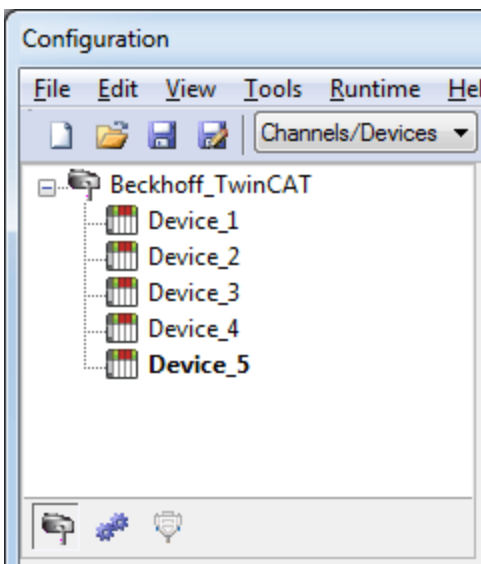 Configuration
File Edit View Tools Runtime
Channels/Devices
Beckhoff_TwinCAT
Device_1
Device_2
Device_3
Device_4
Device_5